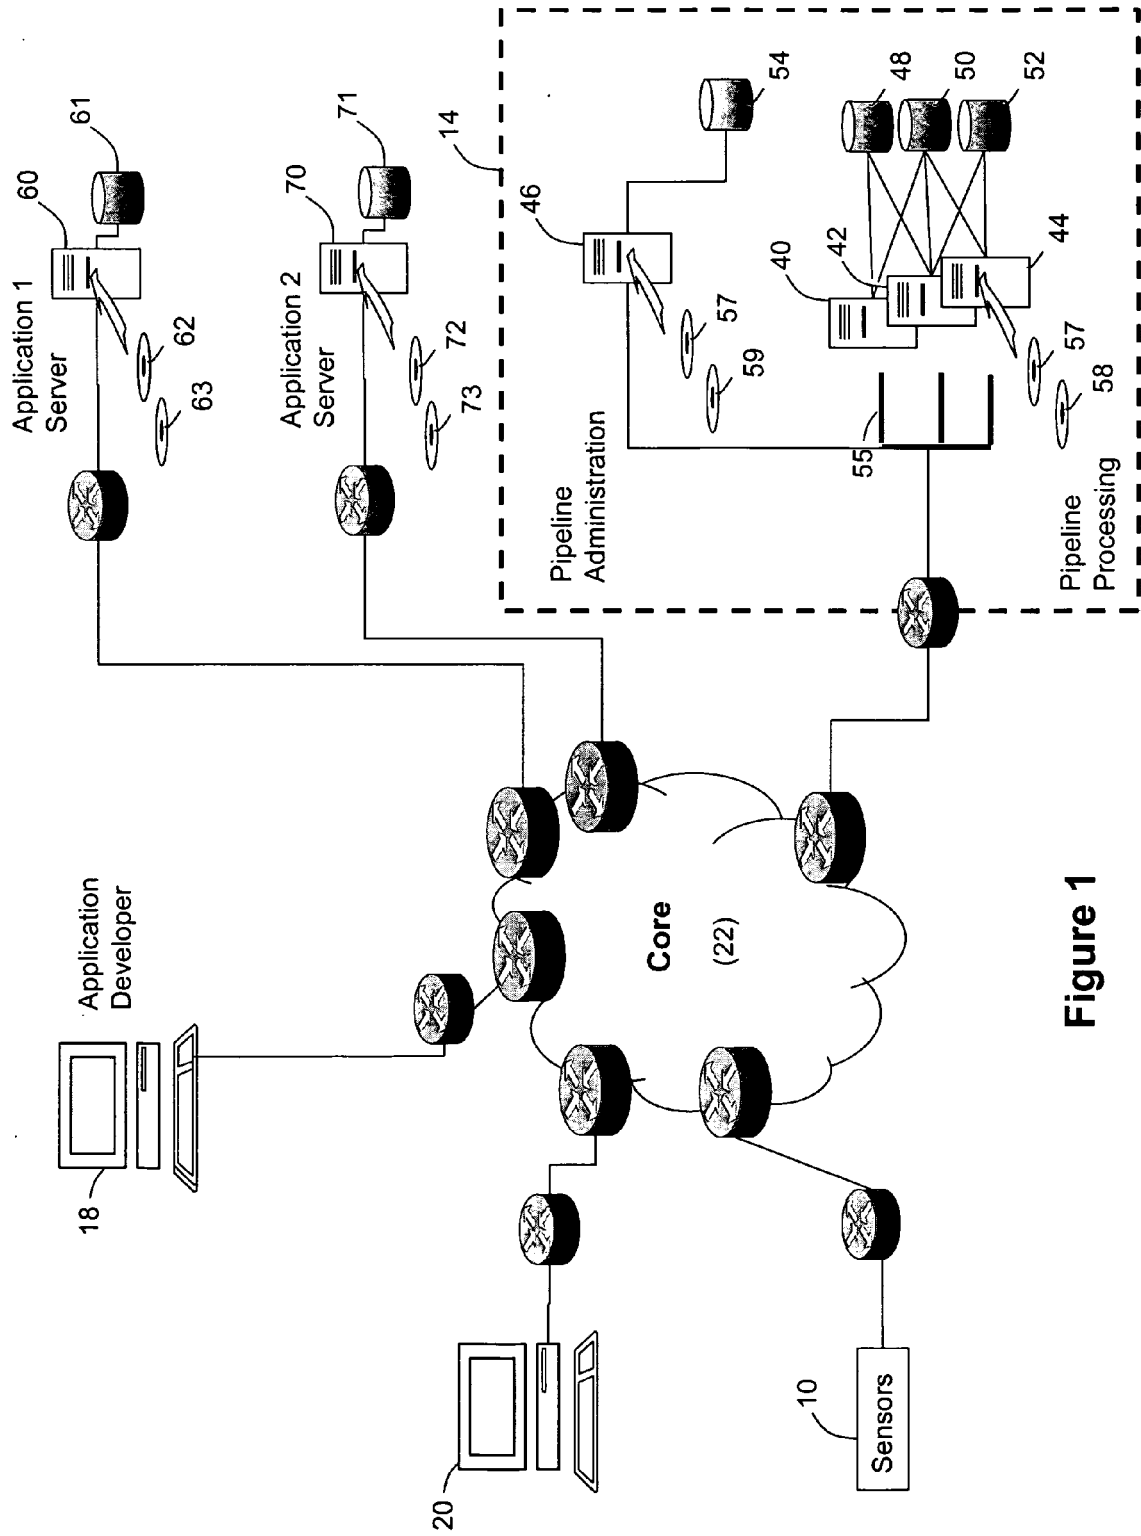 18
Application
Developer
Application 1
Server
60
61
62
63
Application 2
Server
70
71
72
73
14
Pipeline
Administration
46
54
57
59
55
40
42
44
48
50
52
57
58
Pipeline
Processing
20
Core
(22)
10
Sensors
Figure 1